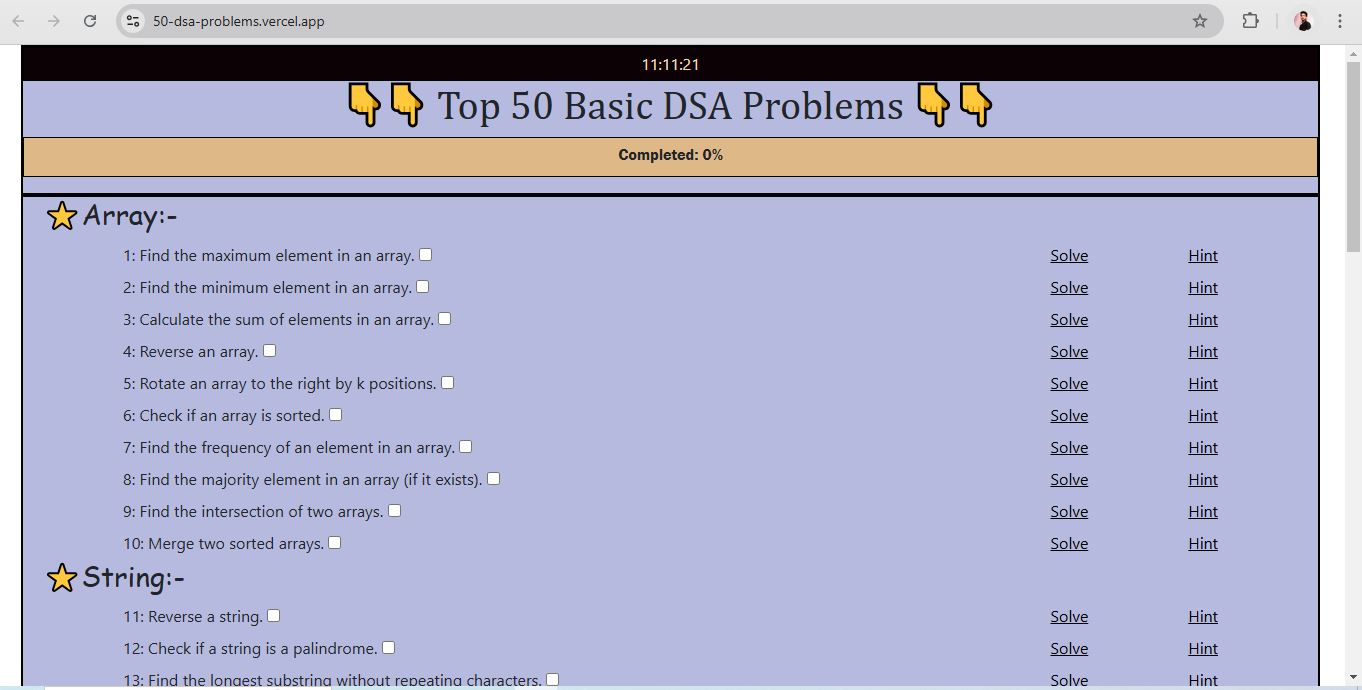 50-dsa-problems.vercel.app
11:11:21
👇👇 Top 50 Basic DSA Problems 👇👇
Completed: 0%
⭐ Array:-
1: Find the maximum element in an array. Solve Hint
2: Find the minimum element in an array. Solve Hint
3: Calculate the sum of elements in an array. Solve Hint
4: Reverse an array. Solve Hint
5: Rotate an array to the right by k positions. Solve Hint
6: Check if an array is sorted. Solve Hint
7: Find the frequency of an element in an array. Solve Hint
8: Find the majority element in an array (if it exists). Solve Hint
9: Find the intersection of two arrays. Solve Hint
10: Merge two sorted arrays. Solve Hint
⭐ String:-
11: Reverse a string. Solve Hint
12: Check if a string is a palindrome. Solve Hint
13: Find the longest substring without repeating characters. Solve Hint